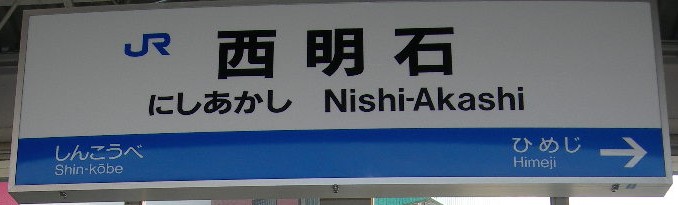 JR 西明石
にしあかし Nishi-Akashi
しんこうべ ひめじ →
Shin-kōbe Himeji